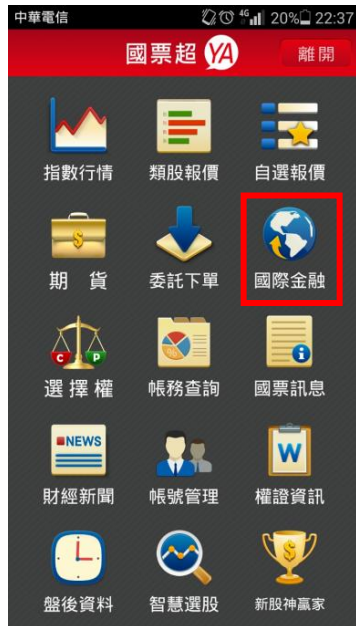 中華電信 4G 20% 22:37
國票超 YA 離開
指數行情 類股報價 自選報價
$
期 貨 委託下單 國際金融
C P
選擇權 帳務查詢 國票訊息
NEWS W
財經新聞 帳號管理 權證資訊
$
盤後資料 智慧選股 新股神贏家